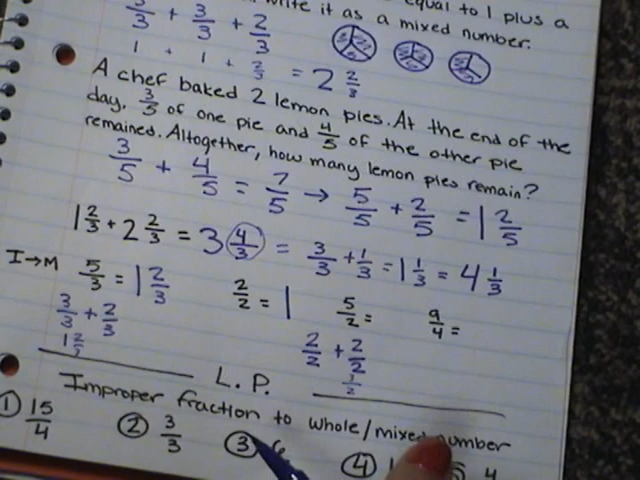 write it as a mixed number. equal to 1 plus a
3/3 + 3/3 + 2/3
1 + 1 + 2/3 = 2 2/3
A chef baked 2 lemon pies. At the end of the
day, 3/5 of one pie and 4/5 of the other pie
remained. Altogether, how many lemon pies remain?
3/5 + 4/5 = 7/5 → 5/5 + 2/5 = 1 2/5
1 2/3 + 2 2/3 = 3 4/3 = 3/3 + 1/3 = 1 1/3 = 4 1/3
I→M 5/3 = 1 2/3 2/2 = 1 5/2 = 9/4 =
3/3 + 2/3 2/2 + 2/2
L. P.
Improper fraction to whole/mixed number
① 15/4 ② 3/3 ③ 6 ④